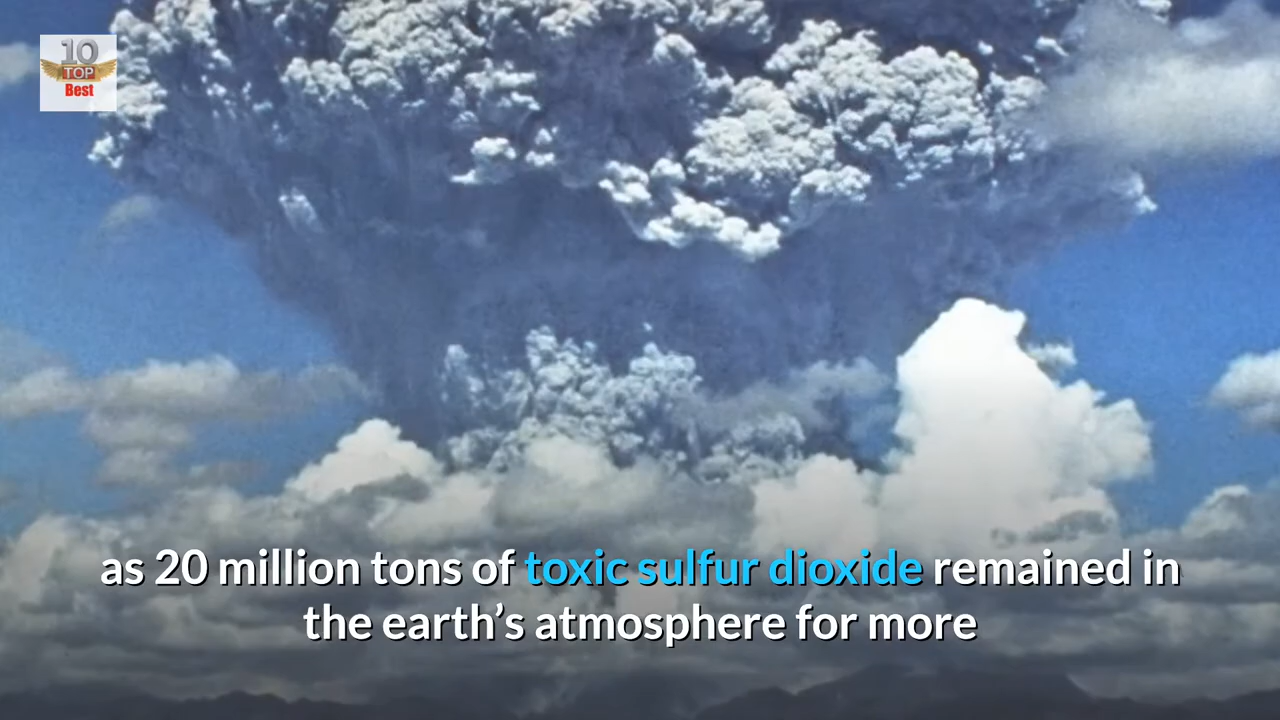 10
TOP
Best
as 20 million tons of toxic sulfur dioxide remained in
the earth’s atmosphere for more